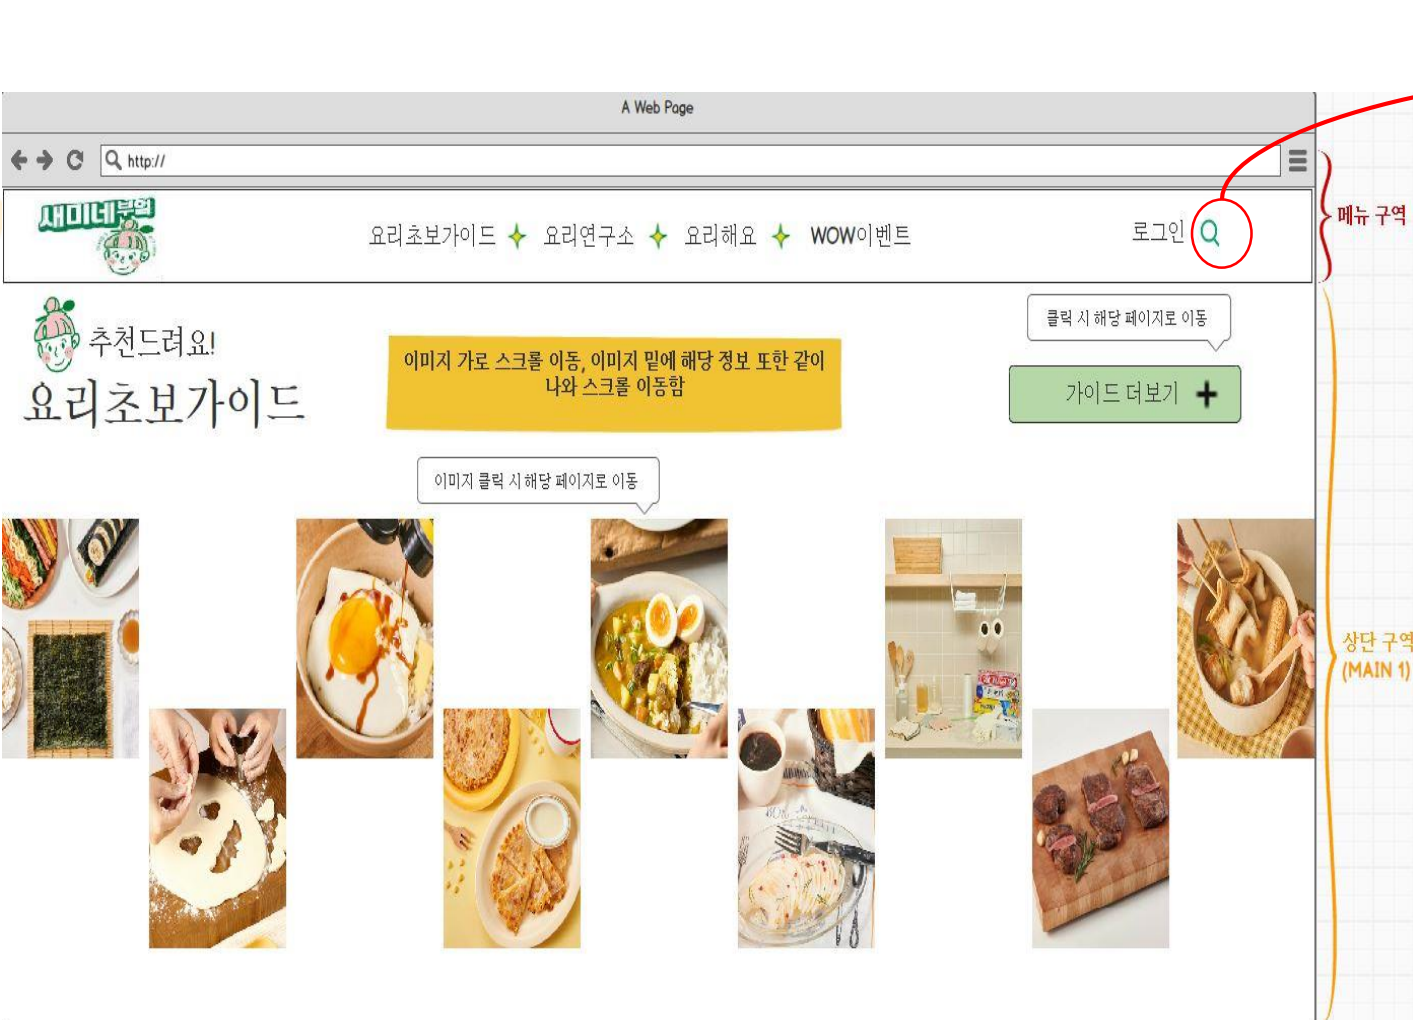 A Web Page
http://
새미네부엌
요리초보가이드 요리연구소 요리해요 WOW이벤트
로그인
메뉴 구역
추천드려요!
요리초보가이드
이미지 가로 스크롤 이동, 이미지 밑에 해당 정보 또한 같이
나와 스크롤 이동함
클릭 시 해당 페이지로 이동
가이드 더보기
이미지 클릭 시 해당 페이지로 이동
상단 구역
(MAIN 1)